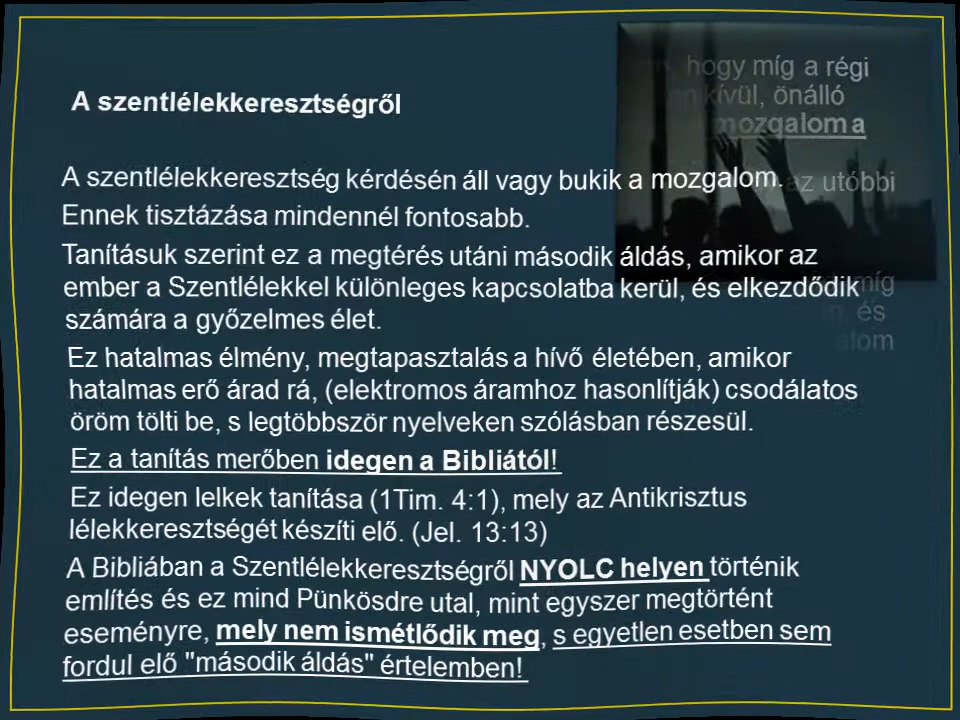 A szentlélekkeresztségről
hogy míg a régi
kívül, önálló
mozgalom a
az utóbbi
míg
és
A szentlélekkeresztség kérdésén áll vagy bukik a mozgalom.
Ennek tisztázása mindennél fontosabb.
Tanításuk szerint ez a megtérés utáni második áldás, amikor az
ember a Szentlélekkel különleges kapcsolatba kerül, és elkezdődik
számára a győzelmes élet.
Ez hatalmas élmény, megtapasztalás a hívő életében, amikor
hatalmas erő árad rá, (elektromos áramhoz hasonlítják) csodálatos
öröm tölti be, s legtöbbször nyelveken szólásban részesül.
Ez a tanítás merőben idegen a Bibliától!
Ez idegen lelkek tanítása (1Tim. 4:1), mely az Antikrisztus
lélekkeresztségét készíti elő. (Jel. 13:13)
A Bibliában a Szentlélekkeresztségről NYOLC helyen történik
említés és ez mind Pünkösdre utal, mint egyszer megtörtént
eseményre, mely nem ismétlődik meg, s egyetlen esetben sem
fordul elő "második áldás" értelemben!